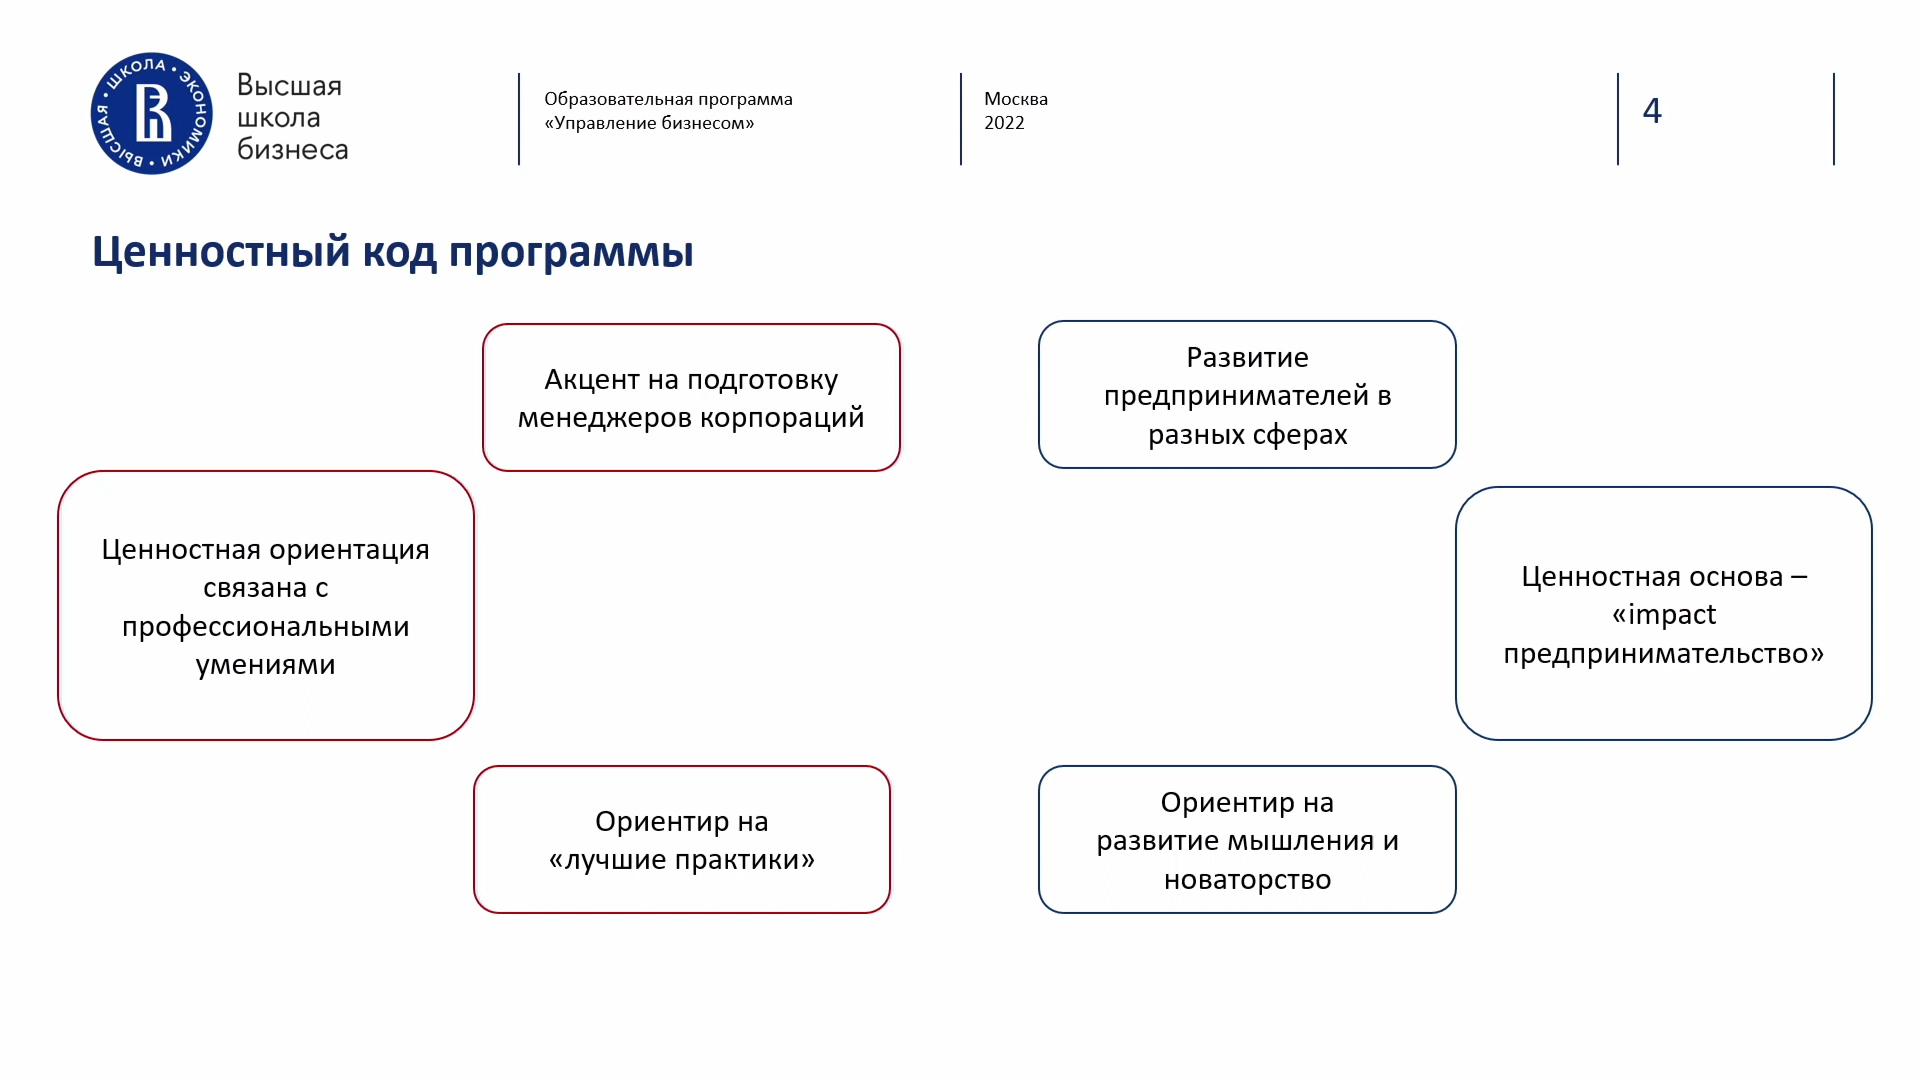 ВЫСШАЯ • ШКОЛА • ЭКОНОМИКИ •
Высшая
школа
бизнеса
Образовательная программа
«Управление бизнесом»
Москва
2022
4
Ценностный код программы
Акцент на подготовку
менеджеров корпораций
Развитие
предпринимателей в
разных сферах
Ценностная ориентация
связана с
профессиональными
умениями
Ценностная основа –
«impact
предпринимательство»
Ориентир на
«лучшие практики»
Ориентир на
развитие мышления и
новаторство